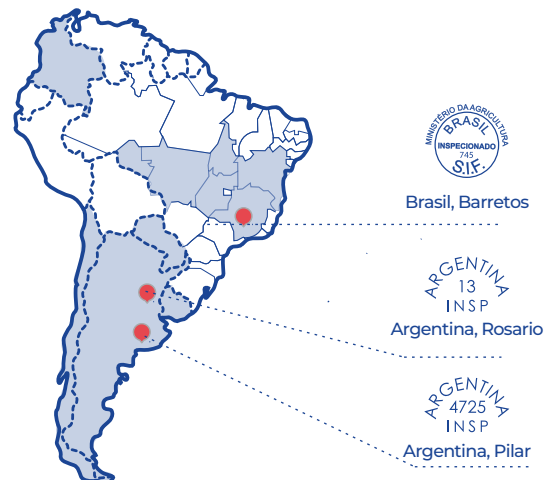 MINISTÉRIO DA AGRICULTURA
BRASIL
INSPECIONADO
745
S.I.F.
Brasil, Barretos
ARGENTINA
13
INSP
Argentina, Rosario
ARGENTINA
4725
INSP
Argentina, Pilar